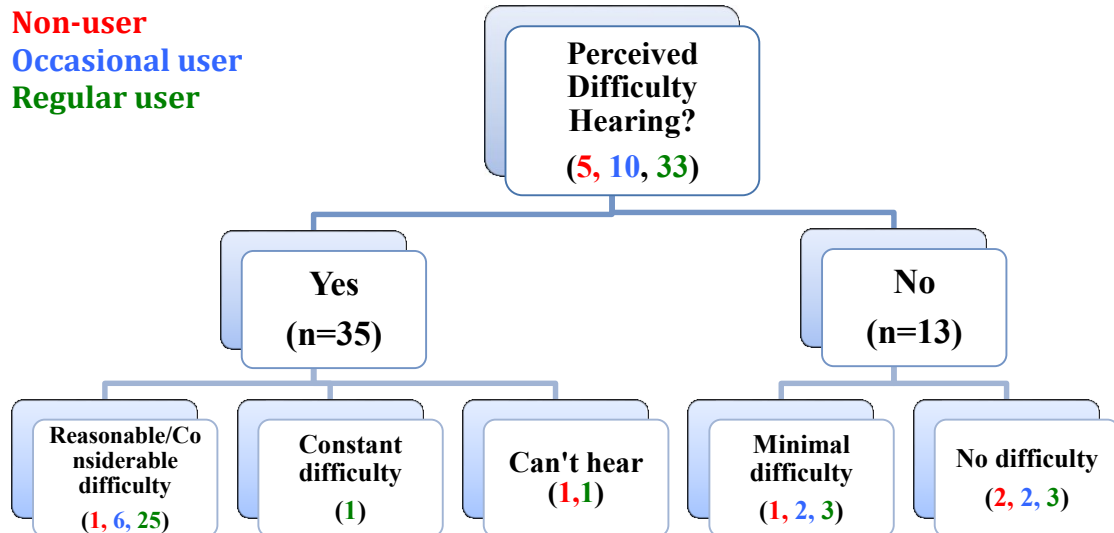 Non-user
Occasional user
Regular user
Perceived
Difficulty
Hearing?
(5, 10, 33)
Yes
(n=35)
No
(n=13)
Reasonable/Co
nsiderable
difficulty
(1, 6, 25)
Constant
difficulty
(1)
Can't hear
(1,1)
Minimal
difficulty
(1, 2, 3)
No difficulty
(2, 2, 3)